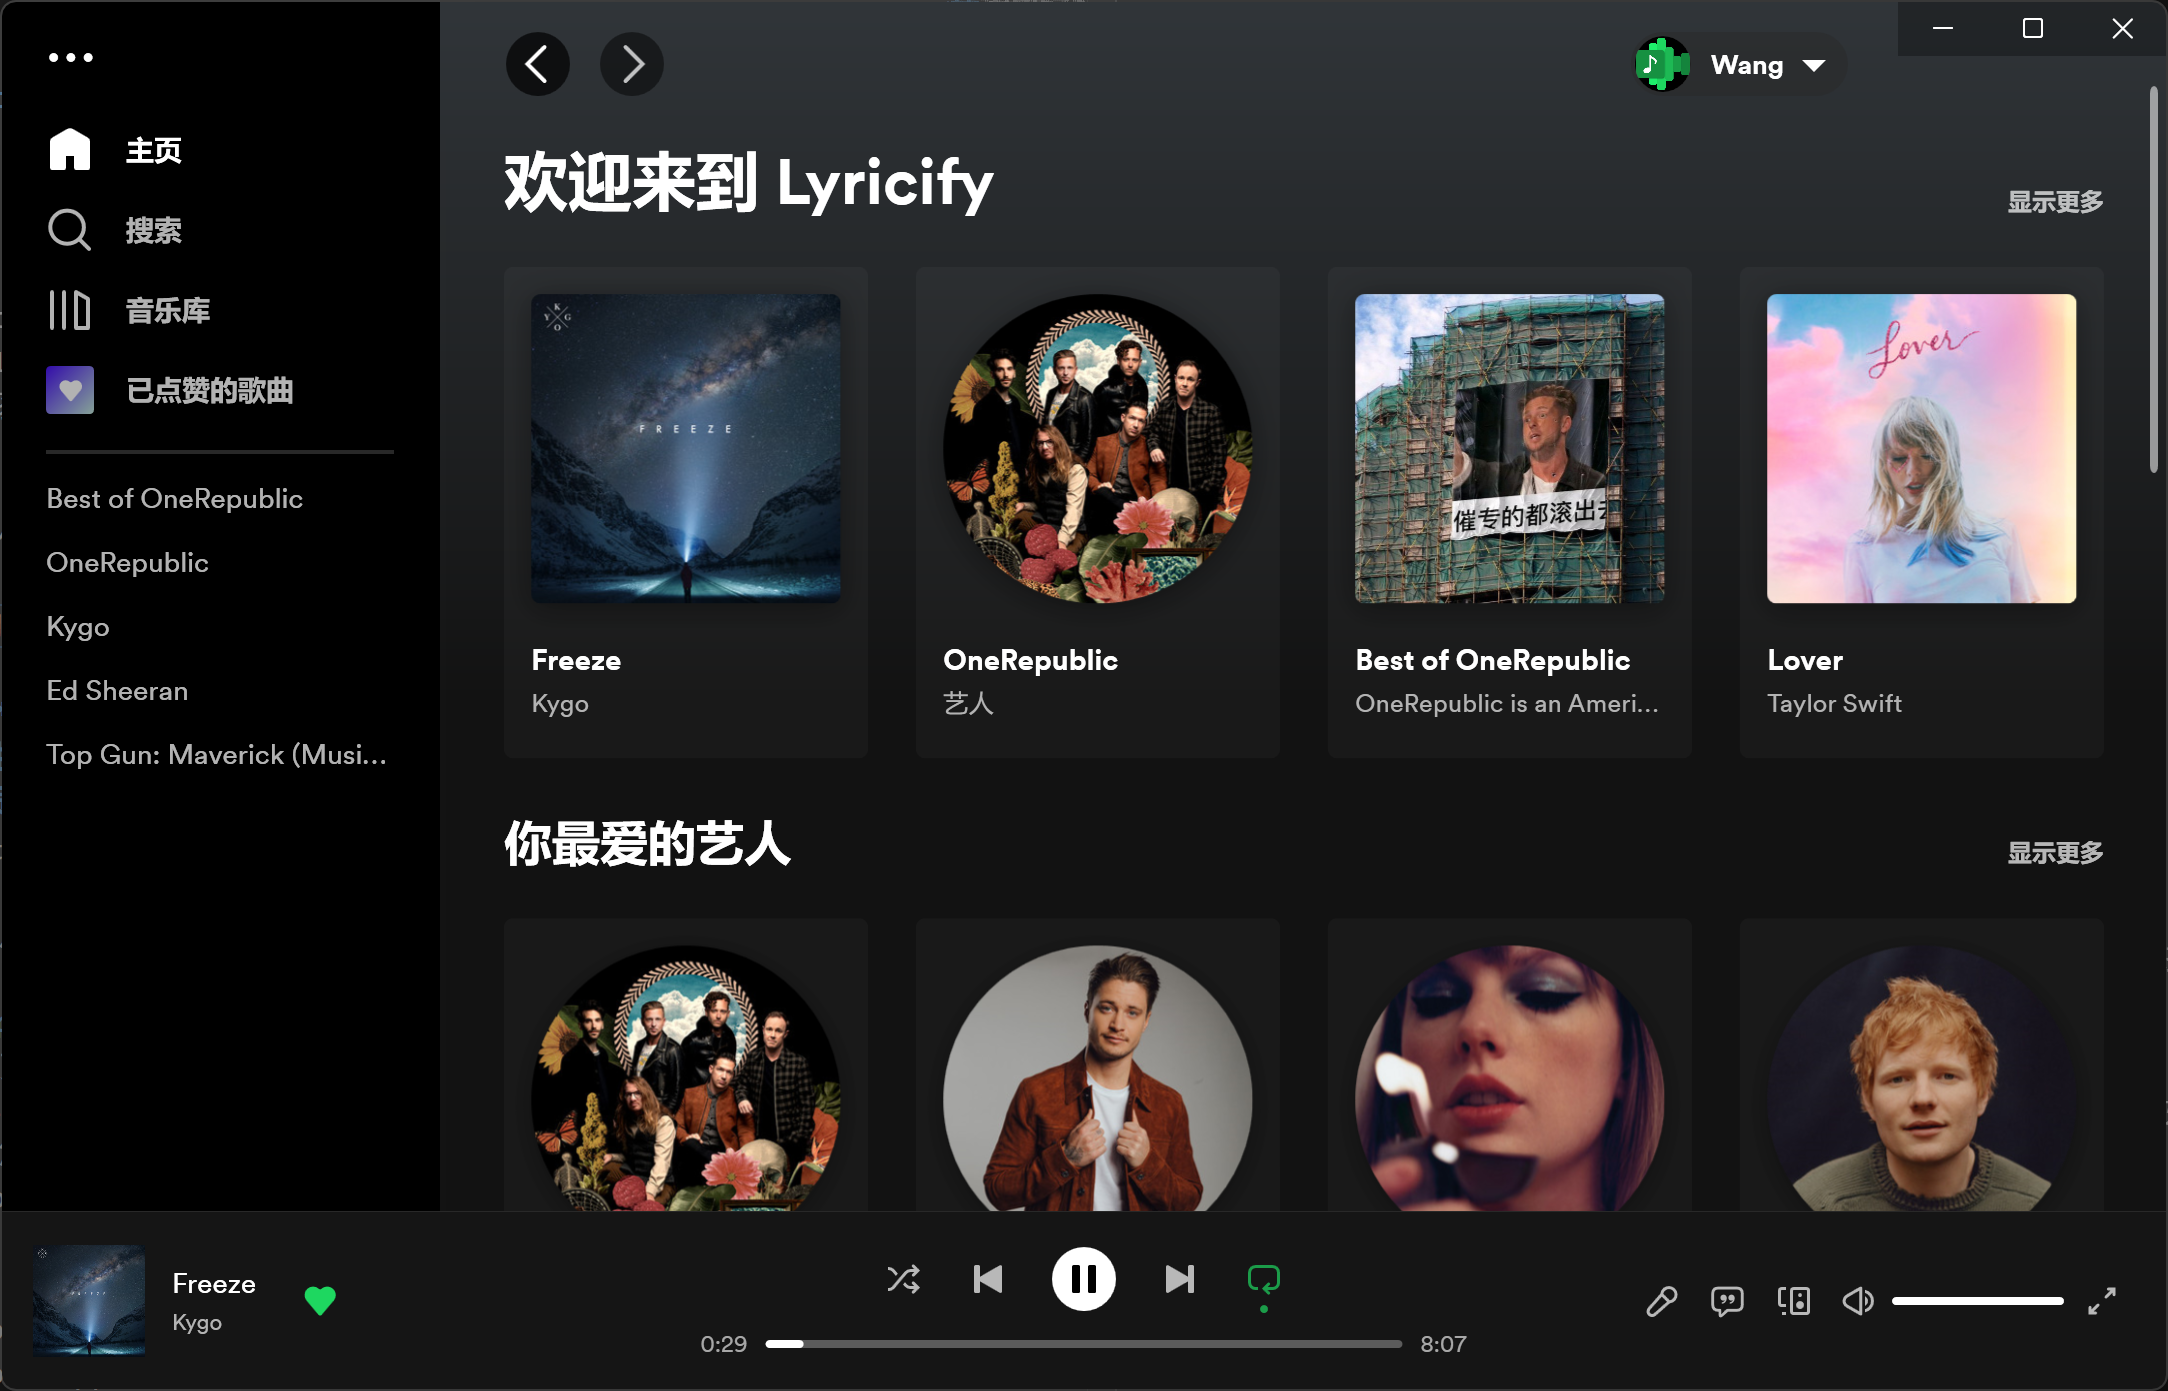 Wang
主页
搜索
音乐库
已点赞的歌曲
Best of OneRepublic
OneRepublic
Kygo
Ed Sheeran
Top Gun: Maverick (Musi...
欢迎来到 Lyricify
显示更多
K
Y G
O
FREEZE
Freeze
Kygo
OneRepublic
艺人
催专的都滚出去
Best of OneRepublic
OneRepublic is an Ameri...
Lover
Lover
Taylor Swift
你最爱的艺人
显示更多
Freeze
Kygo
0:29
8:07